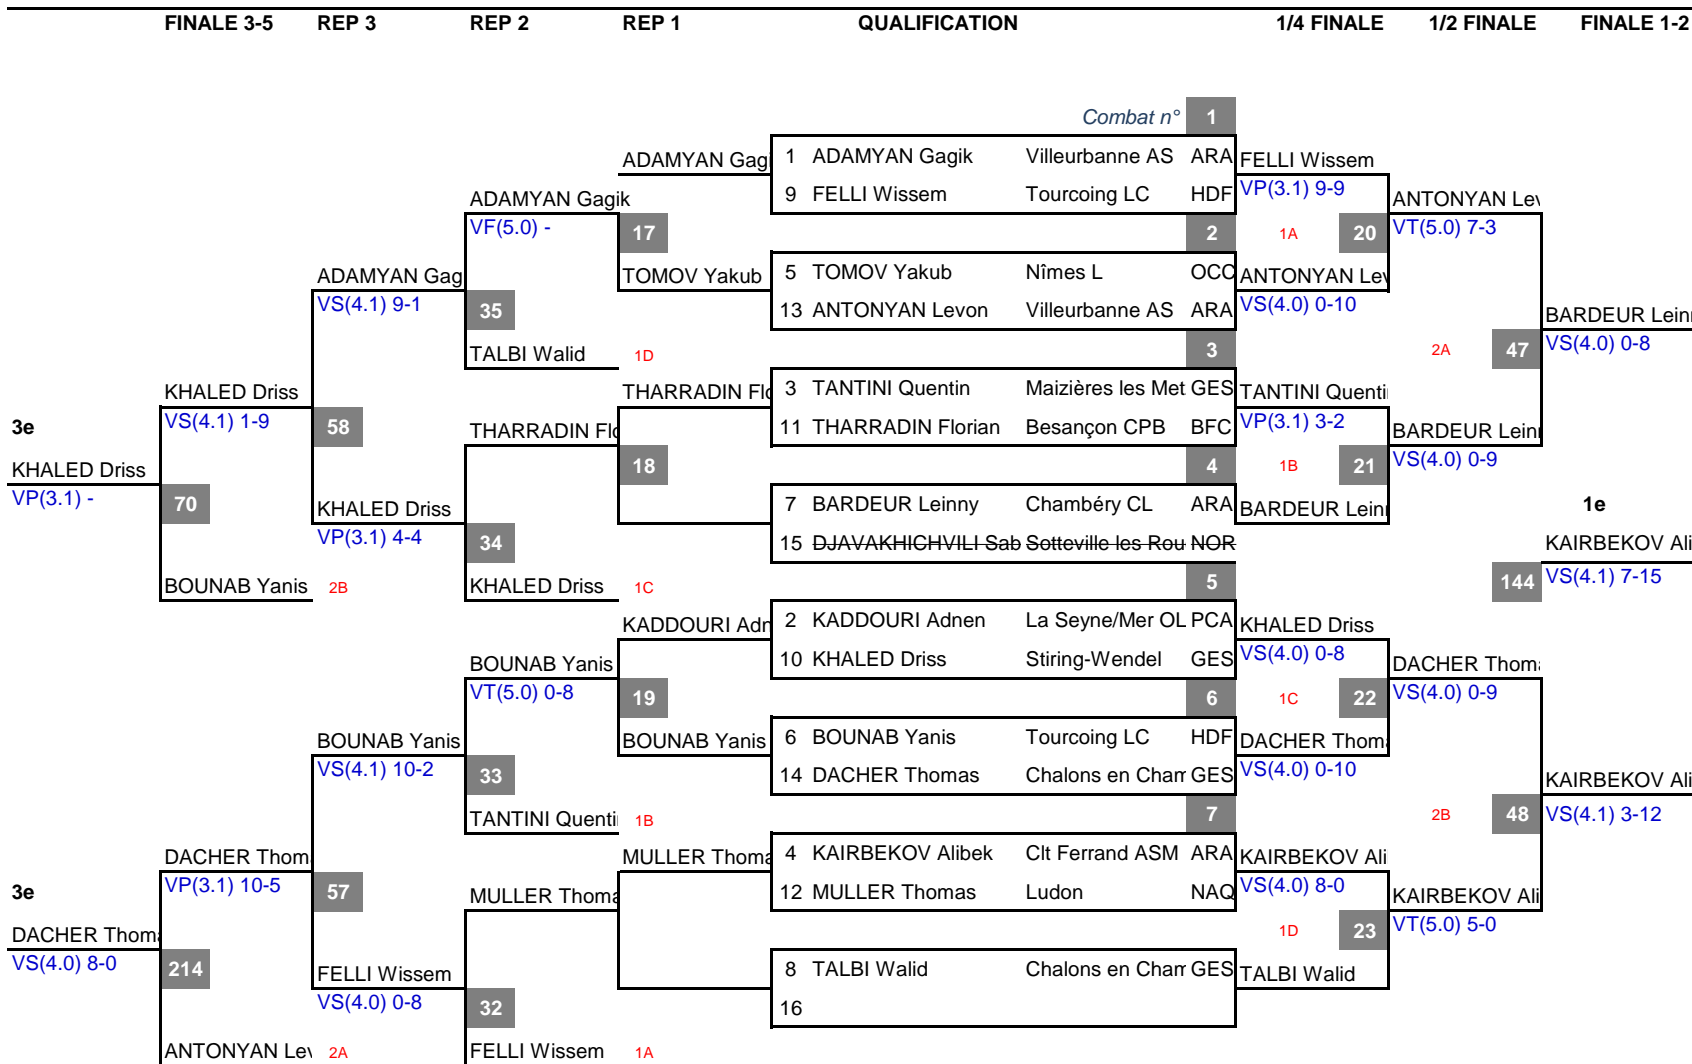 FINALE 3-5 REP 3 REP 2 REP 1 QUALIFICATION 1/4 FINALE 1/2 FINALE FINALE 1-2
Combat n° 1
ADAMYAN Gagi 1 ADAMYAN Gagik Villeurbanne AS ARA FELLI Wissem
ADAMYAN Gagik 9 FELLI Wissem Tourcoing LC HDF VP(3.1) 9-9 ANTONYAN Lev
VF(5.0) - 17 2 1A 20 VT(5.0) 7-3
ADAMYAN Gag TOMOV Yakub 5 TOMOV Yakub Nîmes L OCC ANTONYAN Lev
VS(4.1) 9-1 35 13 ANTONYAN Levon Villeurbanne AS ARA VS(4.0) 0-10 BARDEUR Leinn
TALBI Walid 1D 3 2A 47 VS(4.0) 0-8
KHALED Driss THARRADIN Flo 3 TANTINI Quentin Maizières les Met GES TANTINI Quentin
3e VS(4.1) 1-9 58 THARRADIN Flo 11 THARRADIN Florian Besançon CPB BFC VP(3.1) 3-2 BARDEUR Leinn
KHALED Driss 18 4 1B 21 VS(4.0) 0-9
VP(3.1) - 70 KHALED Driss 7 BARDEUR Leinny Chambéry CL ARA BARDEUR Leinn 1e
VP(3.1) 4-4 34 15 DJAVAKHICHVILI Sab Sotteville les Rou NOR KAIRBEKOV Ali
BOUNAB Yanis 2B KHALED Driss 1C 5 144 VS(4.1) 7-15
KADDOURI Adn 2 KADDOURI Adnen La Seyne/Mer OL PCA KHALED Driss
BOUNAB Yanis 10 KHALED Driss Stiring-Wendel GES VS(4.0) 0-8 DACHER Thoma
VT(5.0) 0-8 19 6 1C 22 VS(4.0) 0-9
BOUNAB Yanis BOUNAB Yanis 6 BOUNAB Yanis Tourcoing LC HDF DACHER Thoma
VS(4.1) 10-2 33 14 DACHER Thomas Chalons en Cham GES VS(4.0) 0-10 KAIRBEKOV Ali
TANTINI Quentin 1B 7 2B 48 VS(4.1) 3-12
DACHER Thom MULLER Thoma 4 KAIRBEKOV Alibek Clt Ferrand ASM ARA KAIRBEKOV Ali
3e VP(3.1) 10-5 57 MULLER Thoma 12 MULLER Thomas Ludon NAQ VS(4.0) 8-0 KAIRBEKOV Ali
DACHER Thoma 1D 23 VT(5.0) 5-0
VS(4.0) 8-0 214 FELLI Wissem 8 TALBI Walid Chalons en Cham GES TALBI Walid
VS(4.0) 0-8 32 16
ANTONYAN Lev 2A FELLI Wissem 1A